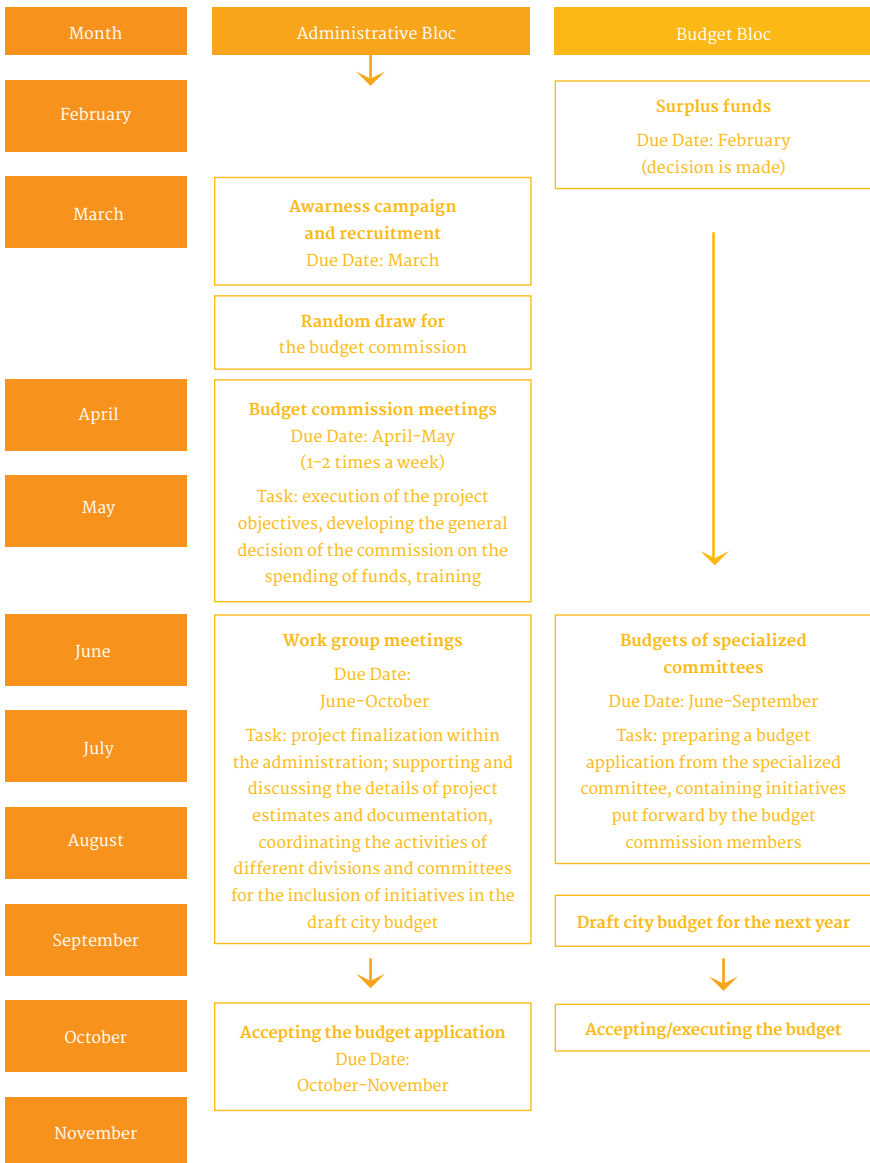 Month
Administrative Bloc
Budget Bloc
February
Surplus funds
Due Date: February
(decision is made)
March
Awarness campaign
and recruitment
Due Date: March
Random draw for
the budget commission
April
Budget commission meetings
Due Date: April-May
(1-2 times a week)
May
Task: execution of the project
objectives, developing the general
decision of the commission on the
spending of funds, training
June
Work group meetings
Due Date:
June-October
Task: project finalization within
the administration; supporting and
discussing the details of project
estimates and documentation,
coordinating the activities of
different divisions and committees
for the inclusion of initiatives in the
draft city budget
Budgets of specialized
committees
Due Date: June-September
Task: preparing a budget
application from the specialized
committee, containing initiatives
put forward by the budget
commission members
July
August
September
Draft city budget for the next year
October
Accepting the budget application
Due Date:
October-November
Accepting/executing the budget
November